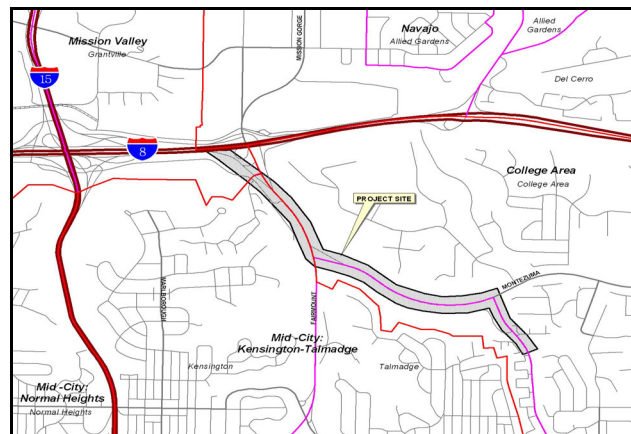 Navajo
Allied Gardens
Allied
Gardens
Mission Valley
Grantville
MISSION GORGE
15
Del Cerro
8
College Area
College Area
PROJECT SITE
MONTEZUMA
MARLBOROUGH
FAIRMOUNT
Mid -City:
Kensington-Talmadge
Kensington
Talmadge
Mid -City:
Normal Heights
Normal Heights